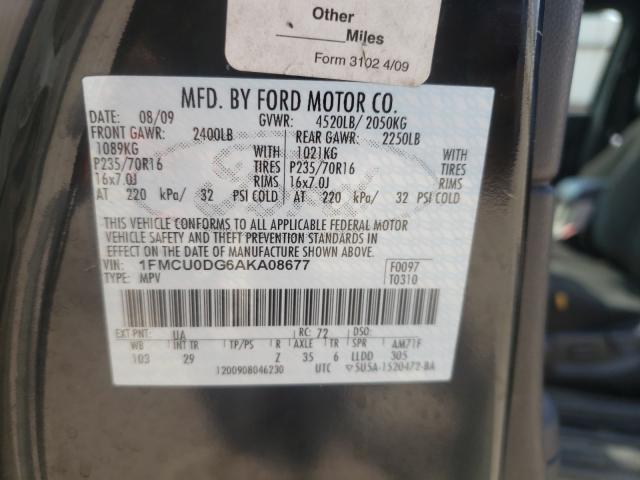 Other
Miles
Form 3102 4/09
MFD. BY FORD MOTOR CO.
DATE: 08/09 GVWR: 4520LB/ 2050KG
FRONT GAWR: 2400LB REAR GAWR: 2250LB
1089KG WITH 1021KG WITH
P235/70R16 TIRES P235/70R16 TIRES
16x7.0J RIMS 16x7.0J RIMS
AT 220 kPa/ 32 PSI COLD AT 220 kPa/ 32 PSI COLD
THIS VEHICLE CONFORMS TO ALL APPLICABLE FEDERAL MOTOR
VEHICLE SAFETY AND THEFT PREVENTION STANDARDS IN
EFFECT ON THE DATE OF MANUFACTURE SHOWN ABOVE.
VIN: 1FMCU0DG6AKA08677 F0097
TYPE: MPV T0310
EXT PNT: UA RC: 72 DSO:
WB INT TR TP/PS R AXLE TR SPR AM71F
103 29 Z 35 6 LLDD 305
1200908046230 UTC 5U5A-1520472-BA